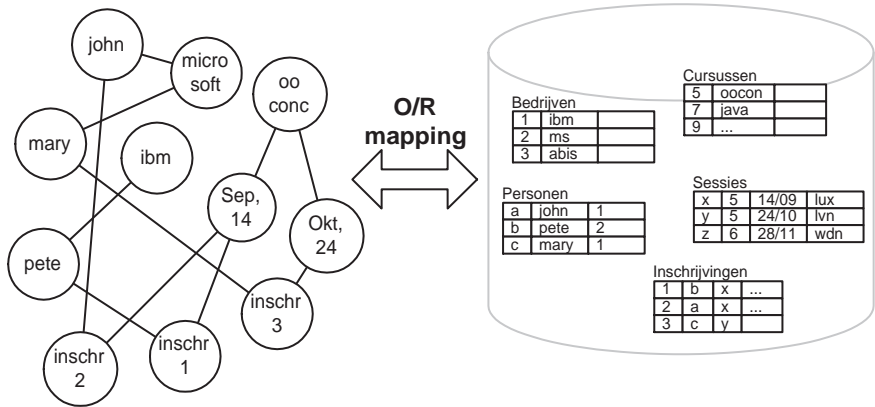 john
micro
soft
oo
conc
mary
ibm
Sep,
14
Okt,
24
pete
inschr
3
inschr
1
inschr
2
O/R
mapping
Cursussen
5 oocon
7 java
9 ...
Bedrijven
1 ibm
2 ms
3 abis
Personen
a john 1
b pete 2
c mary 1
Sessies
x 5 14/09 lux
y 5 24/10 lvn
z 6 28/11 wdn
Inschrijvingen
1 b x ...
2 a x ...
3 c y